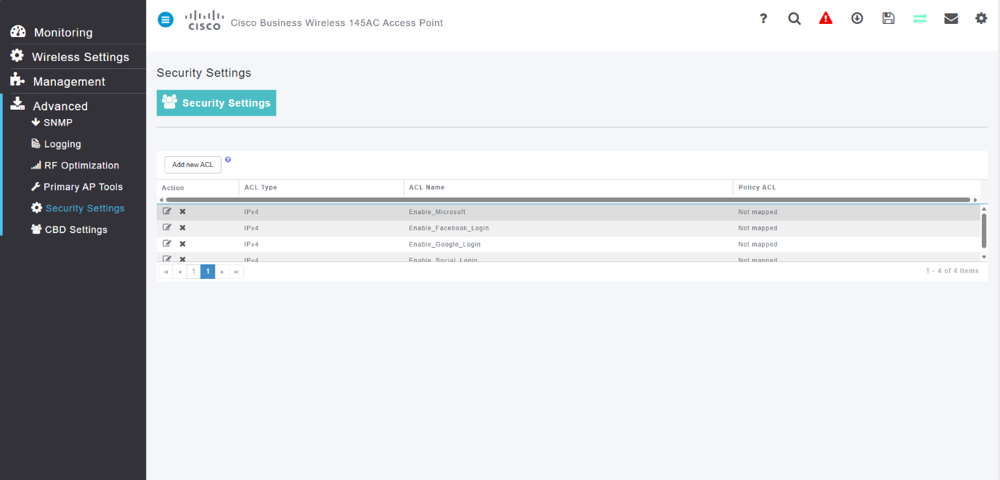 Monitoring
Wireless Settings
Management
Advanced
SNMP
Logging
RF Optimization
Primary AP Tools
Security Settings
CBD Settings
CISCO Cisco Business Wireless 145AC Access Point
Security Settings
Security Settings
Add new ACL
Action ACL Type ACL Name Policy ACL
IPv4 Enable_Microsoft Not mapped
IPv4 Enable_Facebook_Login Not mapped
IPv4 Enable_Google_Login Not mapped
IPv4 Enable_Social_Login Not mapped
1 1 1 - 4 of 4 items